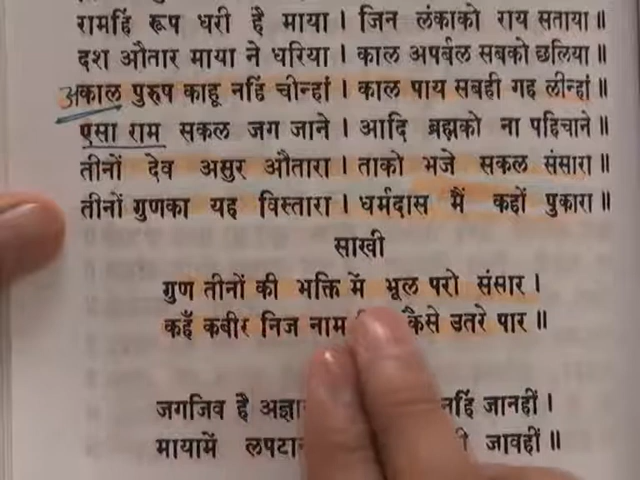 रामहिं रूप धरी है माया । जिन लंकाको राय सताया ॥
दश औतार माया ने धरिया । काल अपर्बल सबको छलिया ॥
अकाल पुरुष काहू नहिं चीन्हां । काल पाय सबही गह लीन्हां ॥
एसा राम सकल जग जाने । आदि ब्रह्मको ना पहिचाने ॥
तीनों देव असुर औतारा । ताको भजे सकल संसारा ॥
तीनों गुणका यह विस्तारा । धर्मदास मैं कहों पुकारा ॥
साखी
गुण तीनों की भक्ति में भूल परो संसार ।
कहँ कबीर निज नाम कैसे उतरे पार ॥
जगजिव है नहिं जानहीं ।
मायामें जावहीं ॥